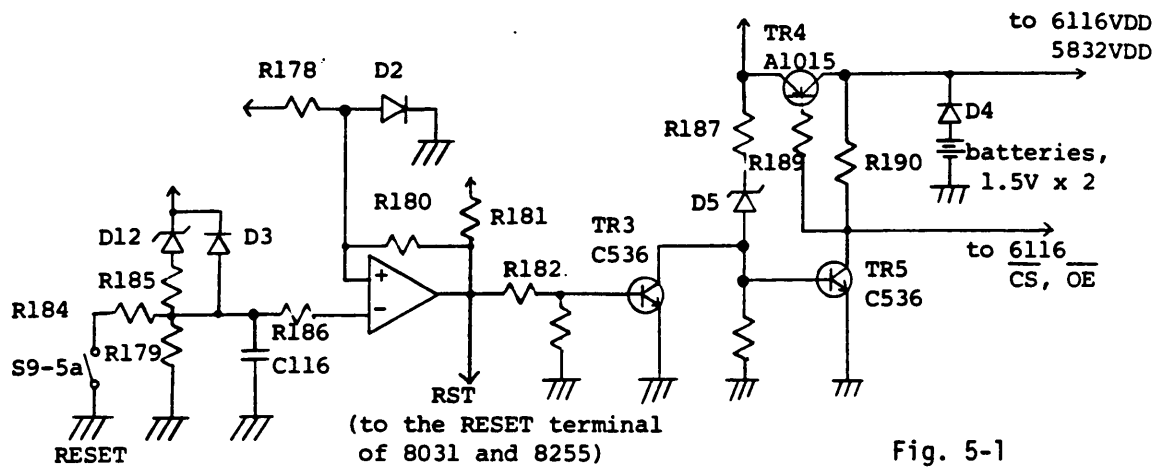 to 6116VDD
5832VDD
TR4
A1015
R178
D2
R187
R189
R190
D4
batteries,
1.5V x 2
D5
R180
R181
TR3
C536
D12
D3
R185
R182
to 6116
CS, OE
TR5
C536
+
-
R184
R186
R179
C116
S9-5a
RST
RESET
(to the RESET terminal
of 8031 and 8255)
Fig. 5-1